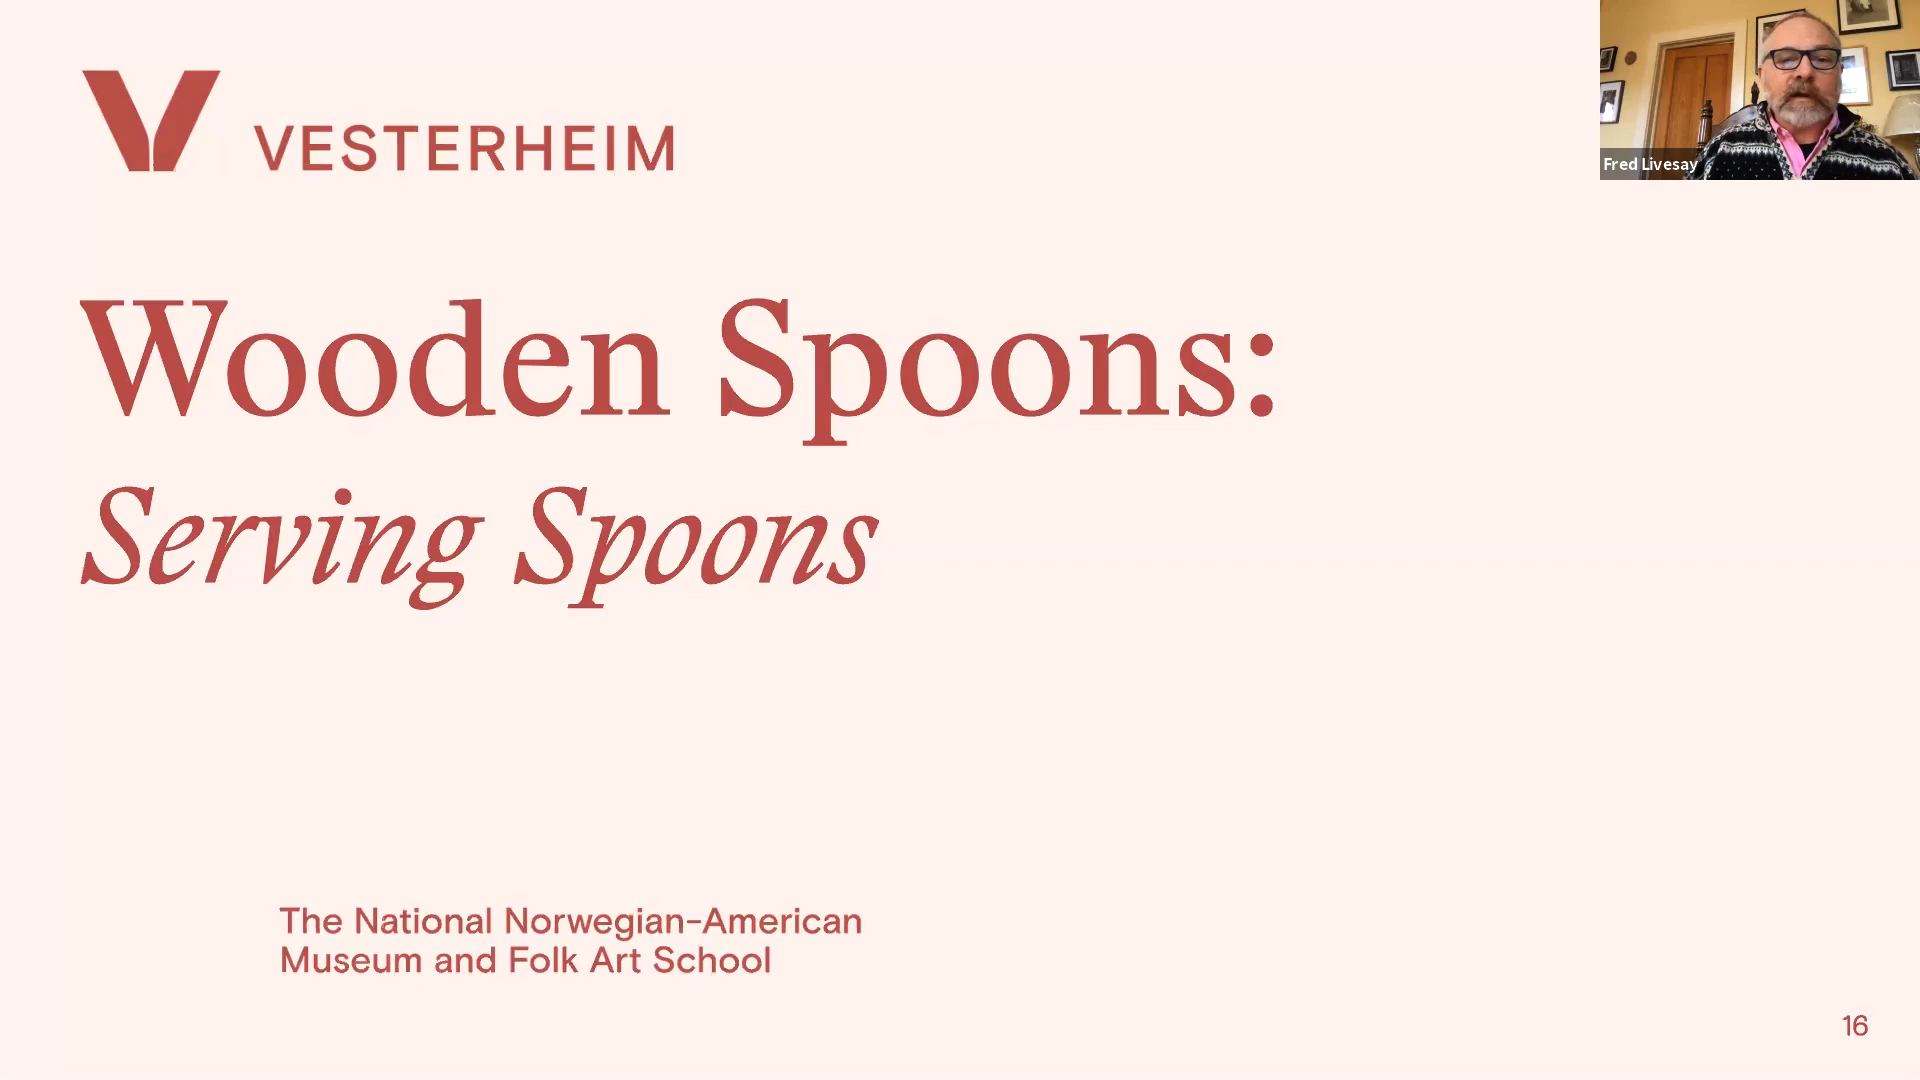 VESTERHEIM
Fred Livesay
Wooden Spoons:
Serving Spoons
The National Norwegian-American
Museum and Folk Art School
16